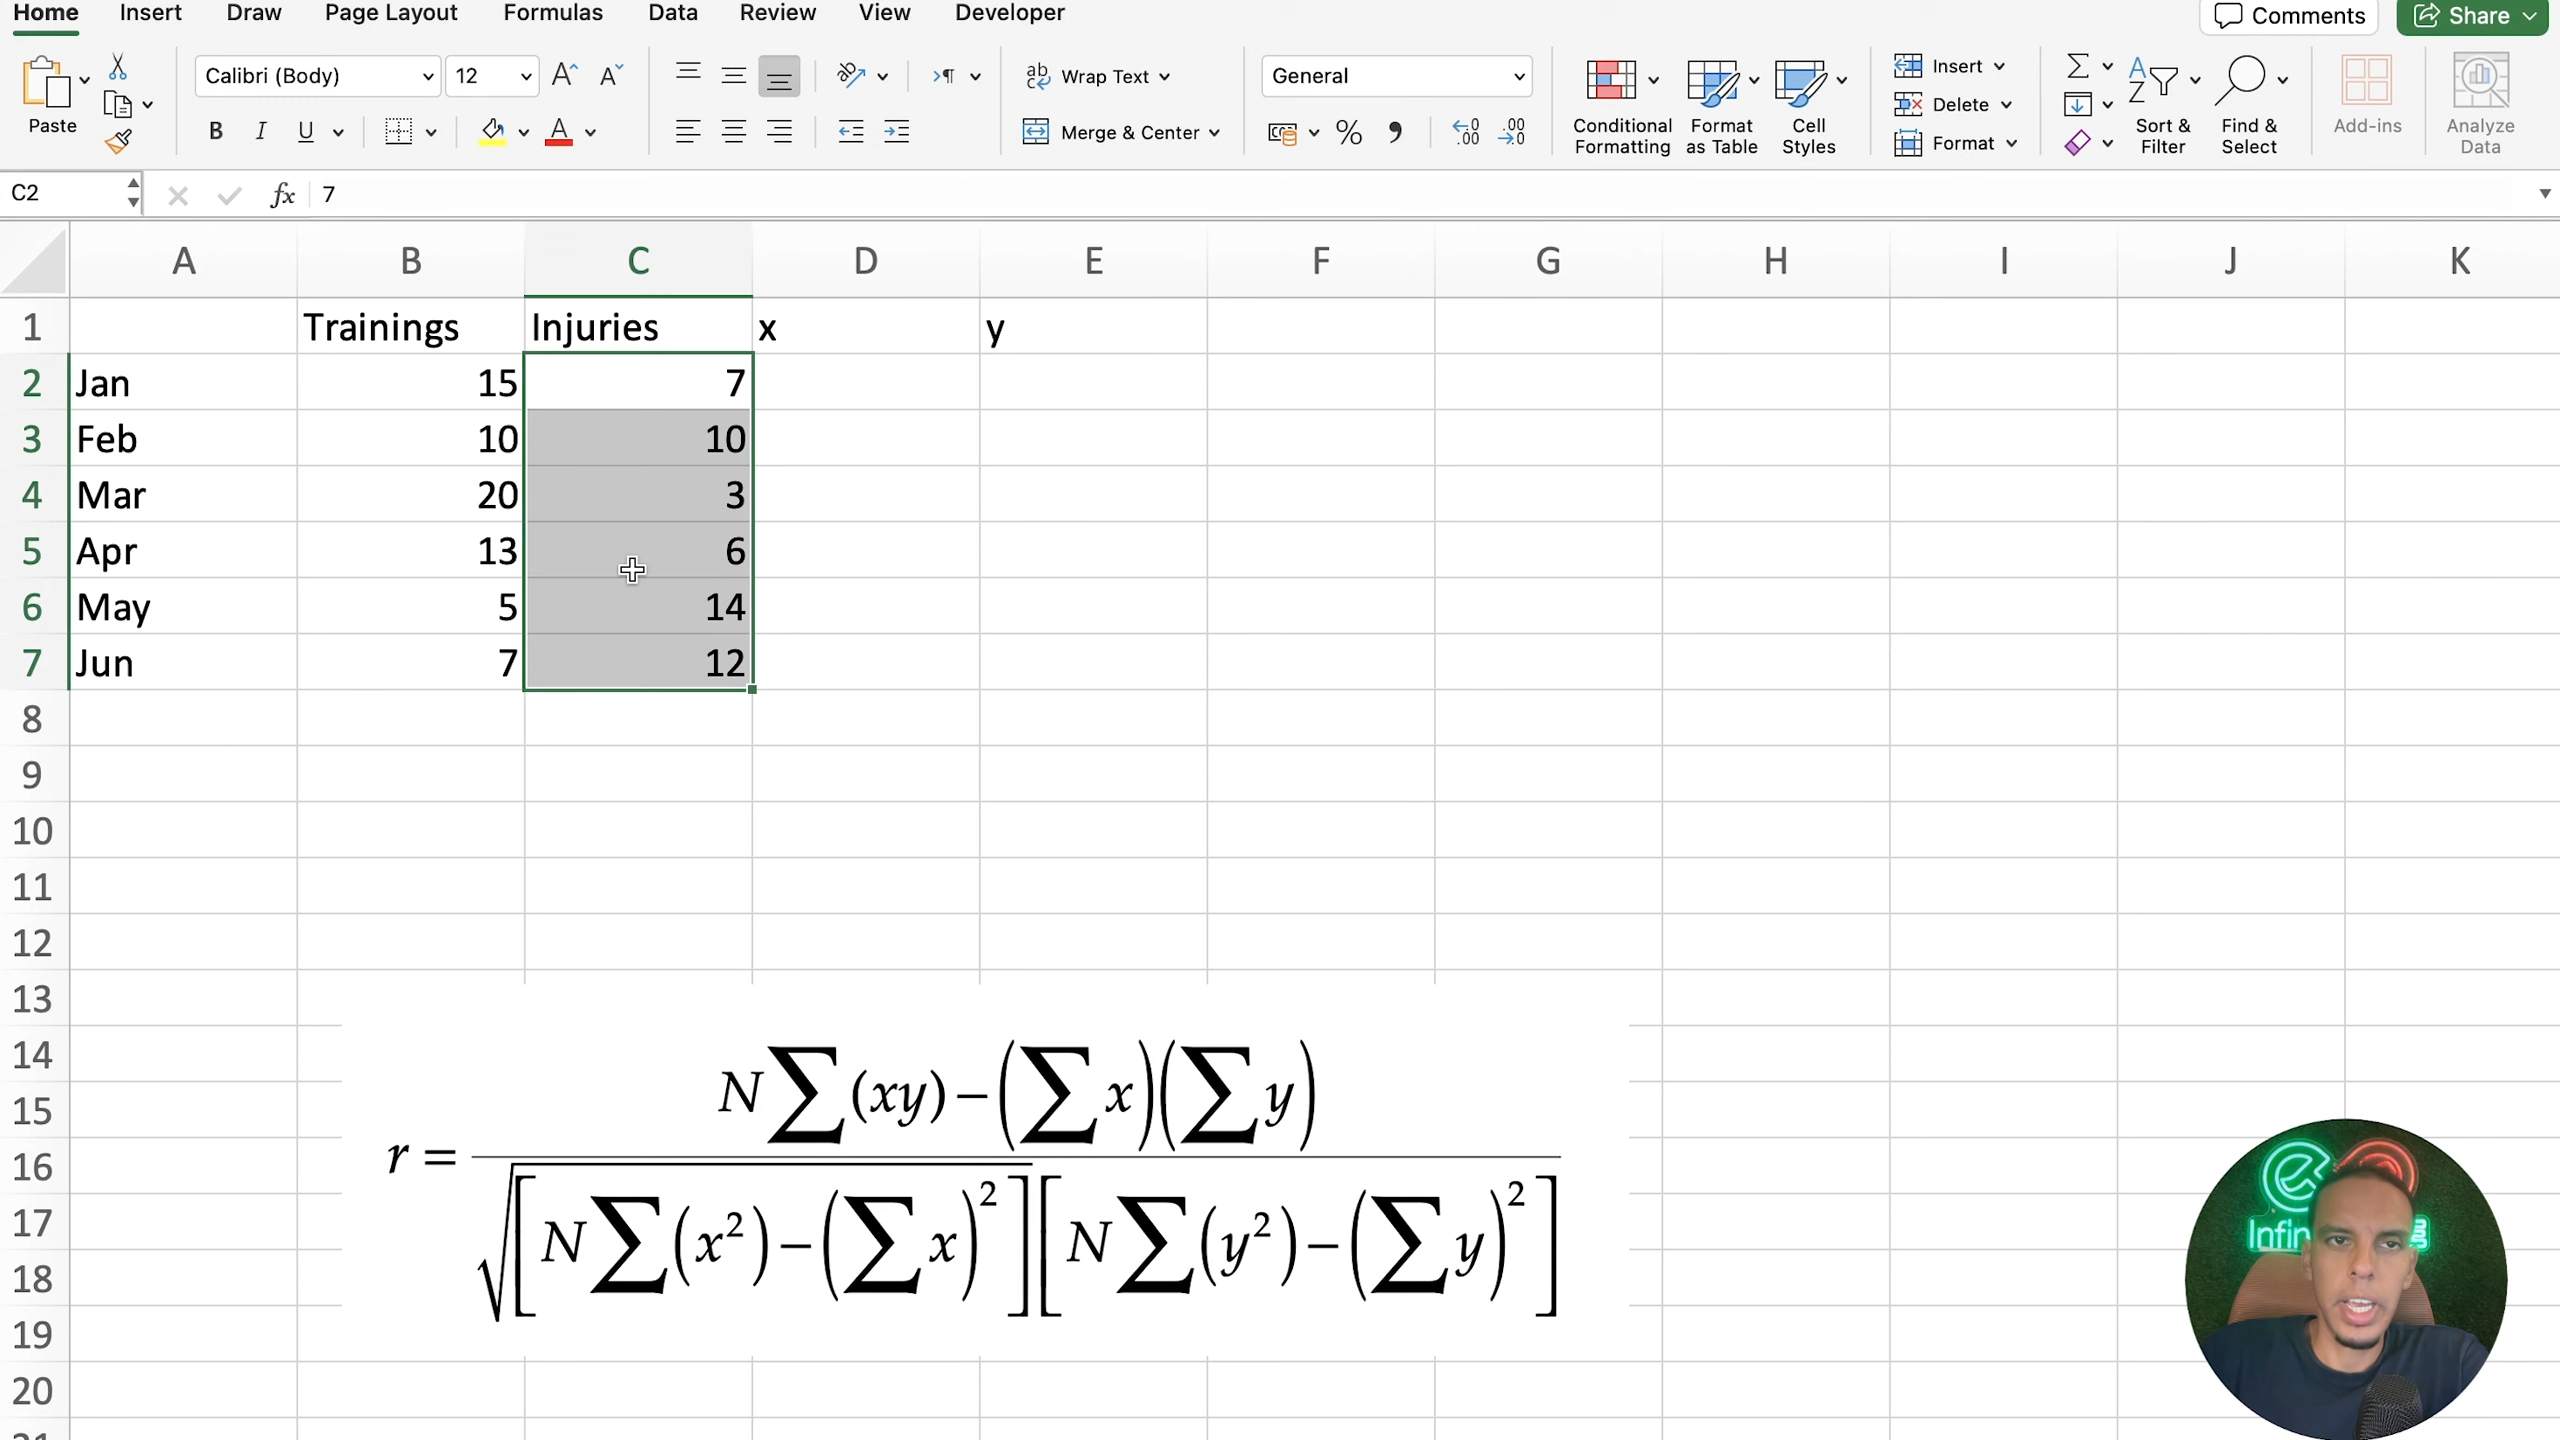 Home Insert Draw Page Layout Formulas Data Review View Developer Comments Share
Calibri (Body) 12 Wrap Text General Insert
Delete
Paste B I U Merge & Center % Conditional Formatting Format as Table Cell Styles Format Sort & Filter Find & Select Add-ins Analyze Data
C2 fx 7
A B C D E F G H I J K
1 Trainings Injuries x y
2 Jan 15 7
3 Feb 10 10
4 Mar 20 3
5 Apr 13 6
6 May 5 14
7 Jun 7 12
8
9
10
11
12
13
14
15
16
17
18
19
20
21
N∑(xy)−(∑x)(∑y)
r =
√[N∑(x²)−(∑x)²][N∑(y²)−(∑y)²]